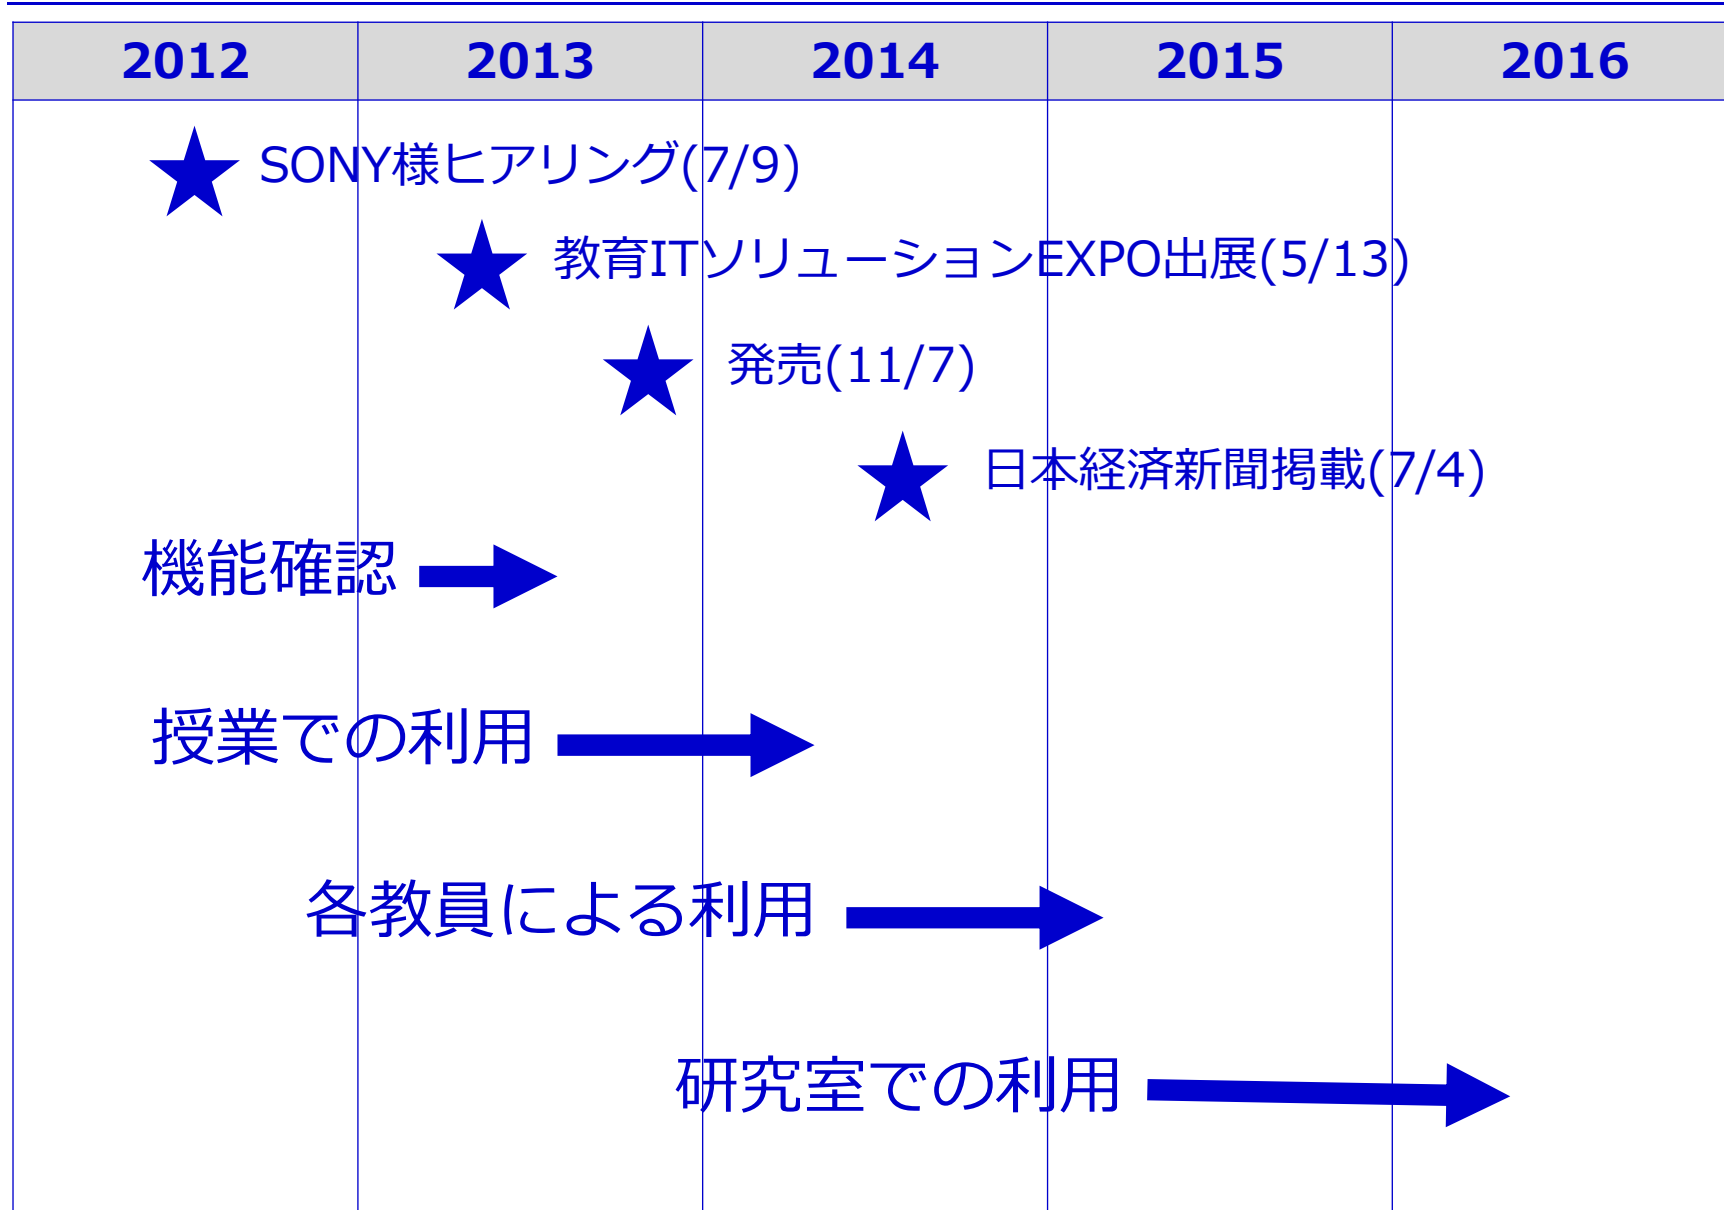 2012 2013 2014 2015 2016
SONY様ヒアリング(7/9)
教育ITソリューションEXPO出展(5/13)
発売(11/7)
日本経済新聞掲載(7/4)
機能確認
授業での利用
各教員による利用
研究室での利用